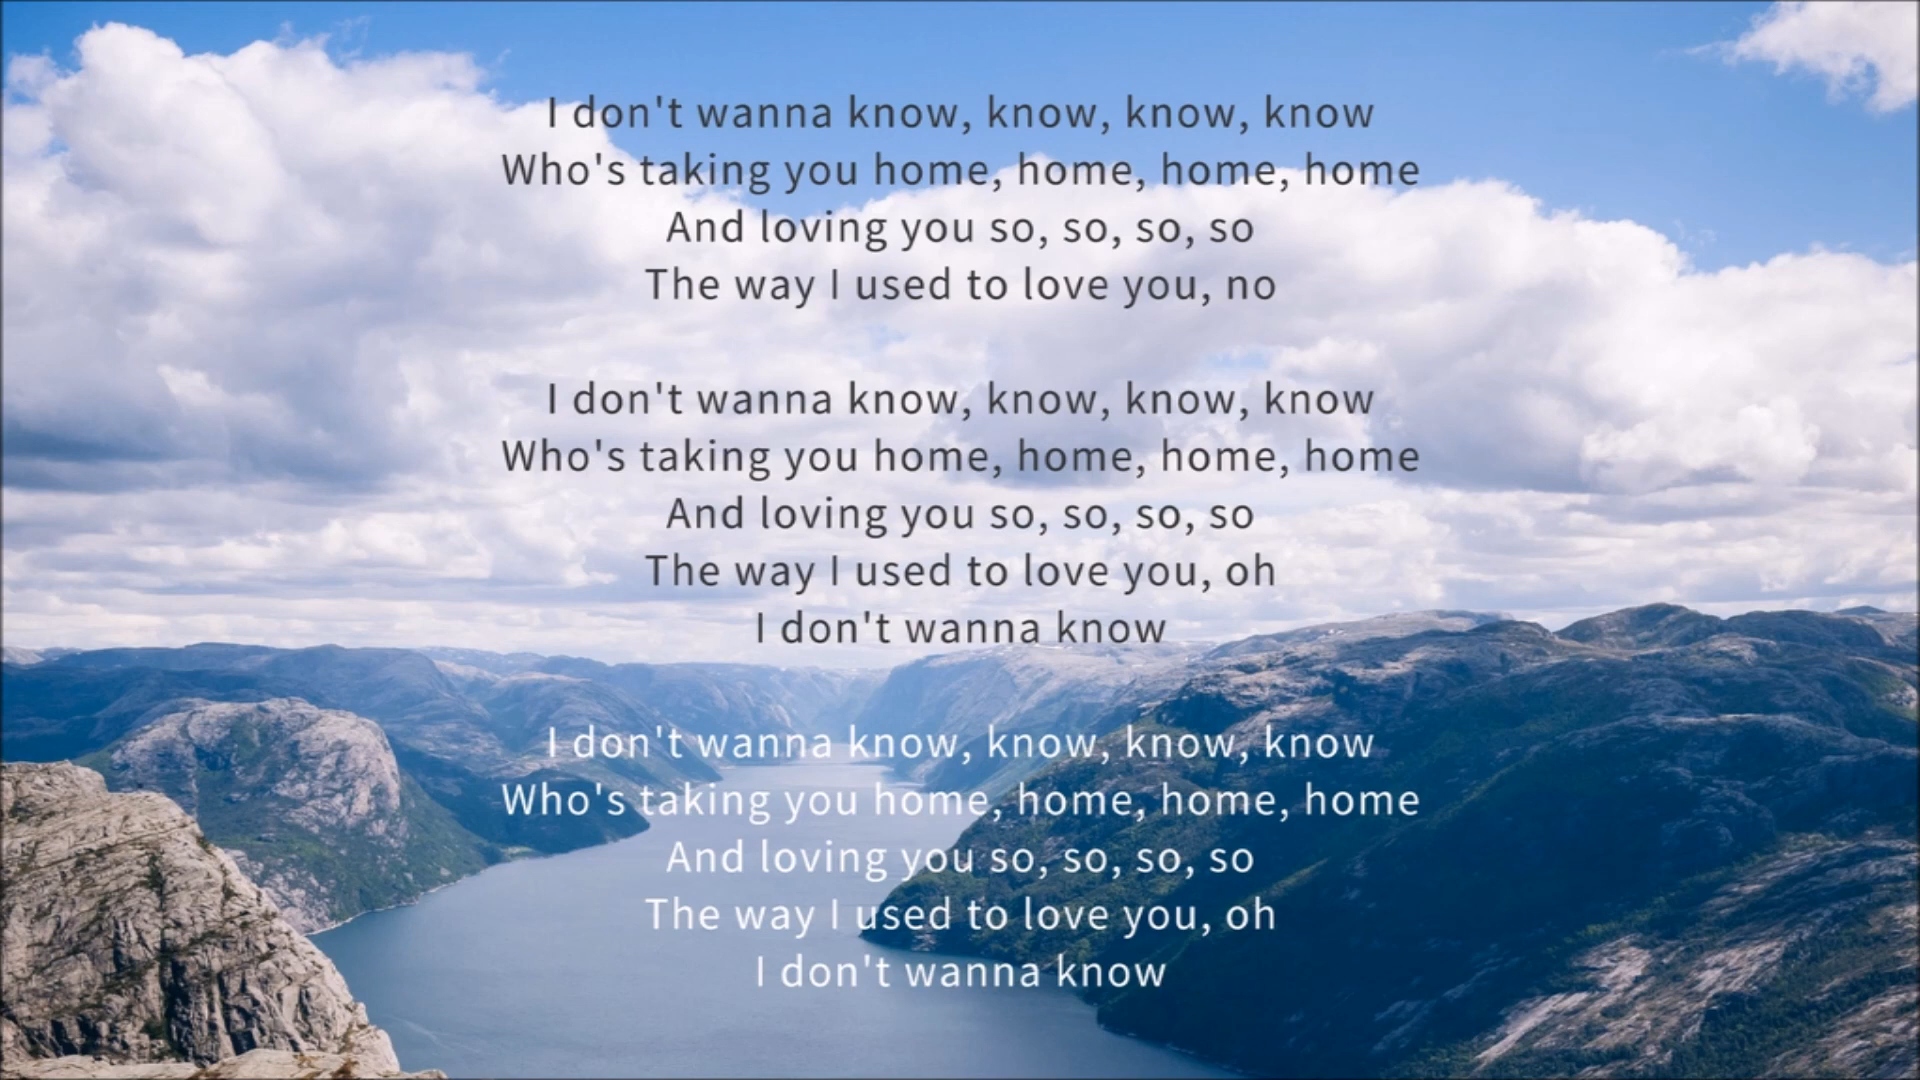 I don't wanna know, know, know, know
Who's taking you home, home, home, home
And loving you so, so, so, so
The way I used to love you, no
I don't wanna know, know, know, know
Who's taking you home, home, home, home
And loving you so, so, so, so
The way I used to love you, oh
I don't wanna know
I don't wanna know, know, know, know
Who's taking you home, home, home, home
And loving you so, so, so, so
The way I used to love you, oh
I don't wanna know